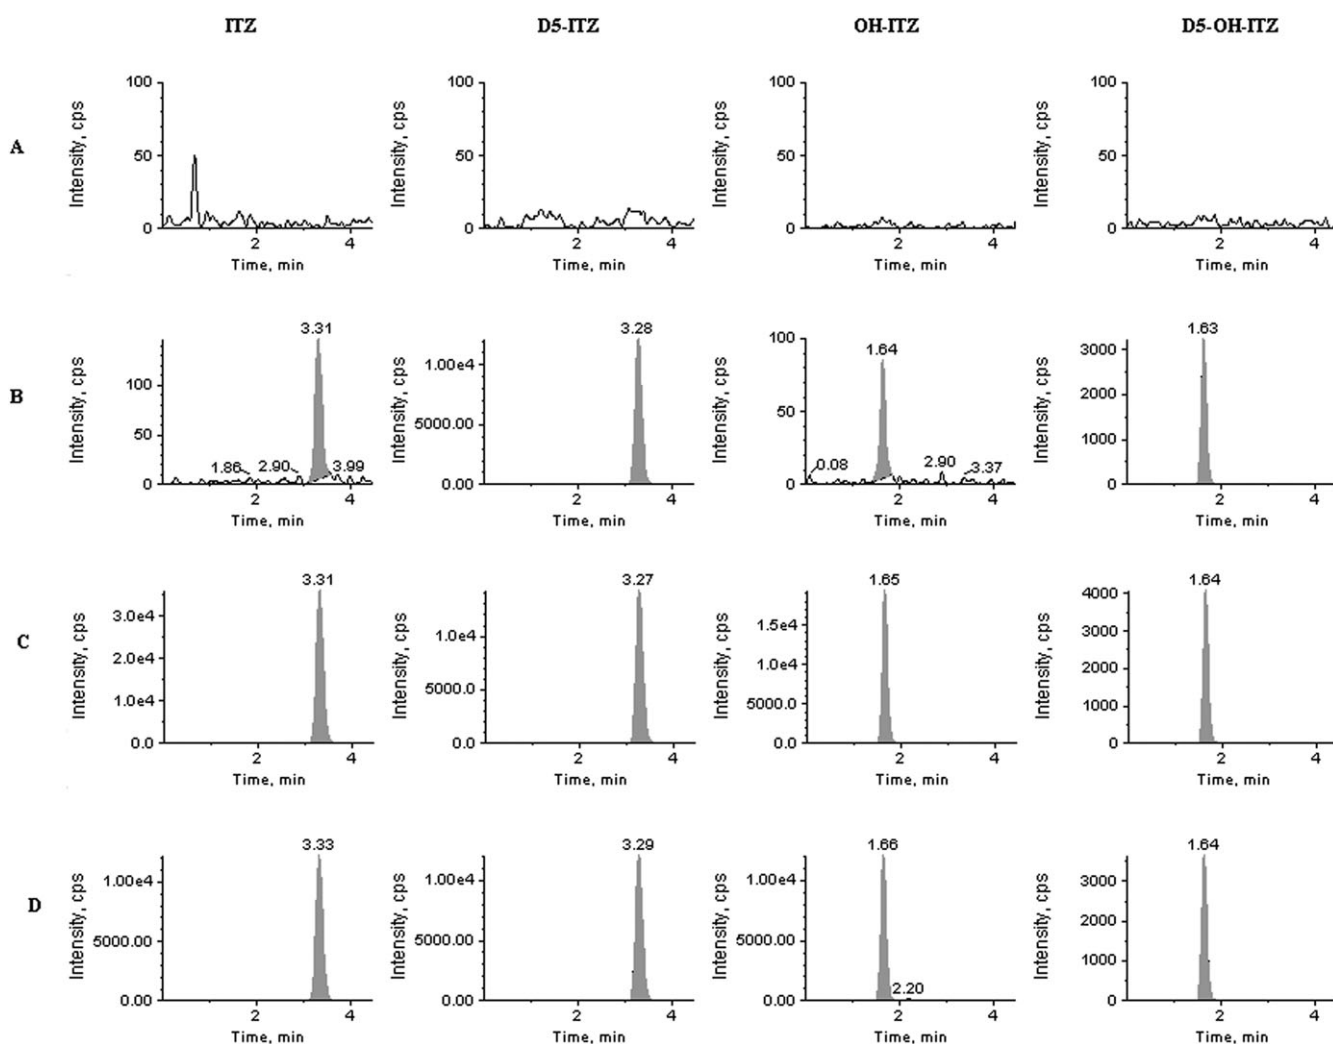 ITZ D5-ITZ OH-ITZ D5-OH-ITZ
A
Intensity, cps 100 50 0 2 4 Time, min
Intensity, cps 100 50 0 2 4 Time, min
Intensity, cps 100 50 0 2 4 Time, min
Intensity, cps 100 50 0 2 4 Time, min
B
Intensity, cps 100 50 0 3.31 1.86 2.90 3.99 2 4 Time, min
Intensity, cps 1.00e4 5000.00 0.00 3.28 2 4 Time, min
Intensity, cps 100 50 0 0.08 1.64 2.90 3.37 2 4 Time, min
Intensity, cps 3000 2000 1000 0 1.63 2 4 Time, min
C
Intensity, cps 3.0e4 2.0e4 1.0e4 0.0 3.31 2 4 Time, min
Intensity, cps 1.0e4 5000.0 0.0 3.27 2 4 Time, min
Intensity, cps 1.5e4 1.0e4 5000.0 0.0 1.65 2 4 Time, min
Intensity, cps 4000 3000 2000 1000 0 1.64 2 4 Time, min
D
Intensity, cps 1.00e4 5000.00 0.00 3.33 2 4 Time, min
Intensity, cps 1.00e4 5000.00 0.00 3.29 2 4 Time, min
Intensity, cps 1.00e4 5000.00 0.00 1.66 2.20 2 4 Time, min
Intensity, cps 3000 2000 1000 0 1.64 2 4 Time, min